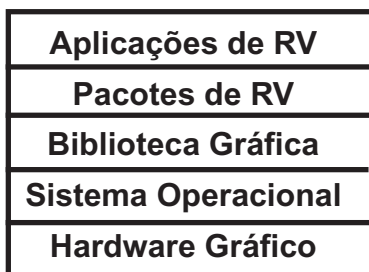 Aplicações de RV
Pacotes de RV
Biblioteca Gráfica
Sistema Operacional
Hardware Gráfico